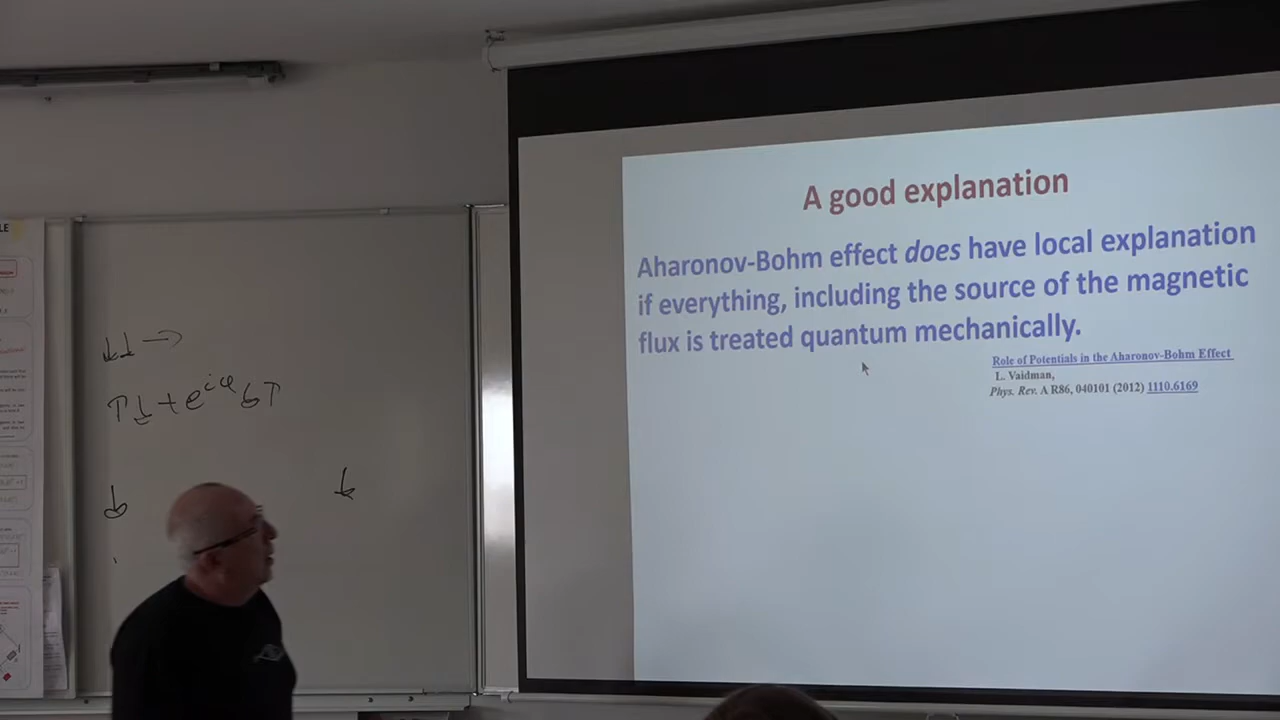 ↓↓ →
↑↓ + e^{iφ} ↓↑
↓ ↓
A good explanation
Aharonov-Bohm effect does have local explanation
if everything, including the source of the magnetic
flux is treated quantum mechanically.
Role of Potentials in the Aharonov-Bohm Effect
L. Vaidman,
Phys. Rev. A R86, 040101 (2012) 1110.6169